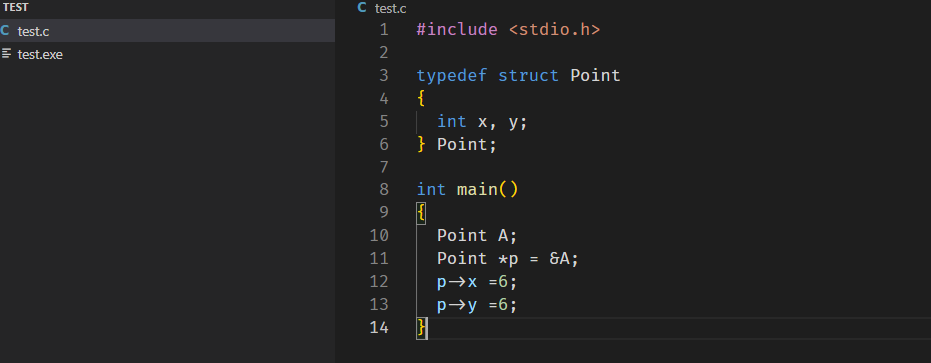 TEST
C test.c
test.exe
C test.c
1 #include <stdio.h>
2
3 typedef struct Point
4 {
5   int x, y;
6 } Point;
7
8 int main()
9 {
10   Point A;
11   Point *p = &A;
12   p->x =6;
13   p->y =6;
14 }